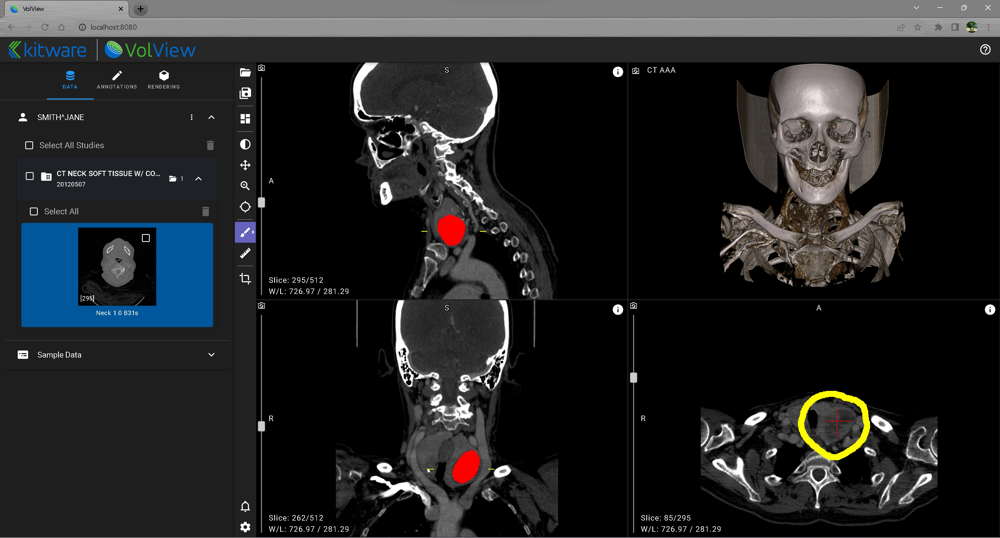 VolView
localhost:8080
kitware
VolView
DATA
ANNOTATIONS
RENDERING
SMITH^JANE
Select All Studies
CT NECK SOFT TISSUE W/ CO...
20120507
: 1
Select All
[295]
Neck 1.0 B31s
Sample Data
S
A
Slice: 295/512
W/L: 726.97 / 281.29
CT AAA
S
R
Slice: 262/512
W/L: 726.97 / 281.29
A
R
Slice: 85/295
W/L: 726.97 / 281.29